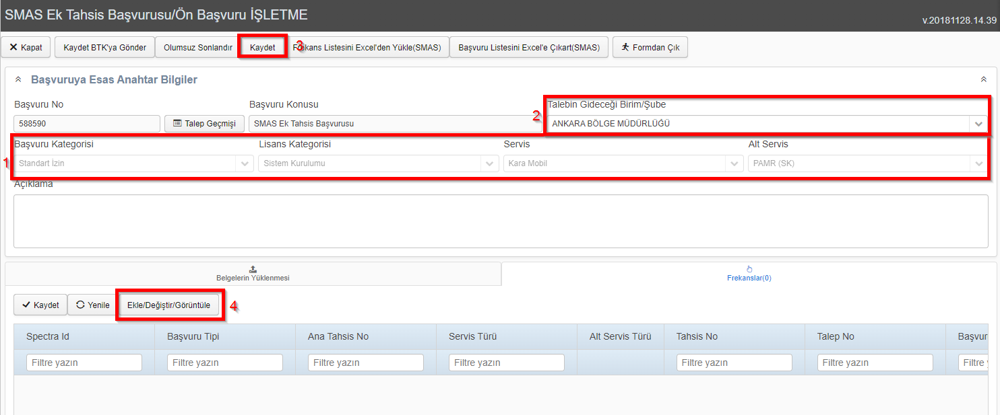 SMAS Ek Tahsis Başvurusu/Ön Başvuru İŞLETME
v.20181128.14.39
Kapat Kaydet BTK'ya Gönder Olumsuz Sonlandır Kaydet 3 Frekans Listesini Excel'den Yükle(SMAS) Başvuru Listesini Excel'e Çıkart(SMAS) Formdan Çık
Başvuruya Esas Anahtar Bilgiler
Başvuru No Başvuru Konusu Talebin Gideceği Birim/Şube
588590 Talep Geçmişi SMAS Ek Tahsis Başvurusu 2 ANKARA BÖLGE MÜDÜRLÜĞÜ
Başvuru Kategorisi Lisans Kategorisi Servis Alt Servis
1 Standart İzin Sistem Kurulumu Kara Mobil PAMR (SK)
Açıklama
Belgelerin Yüklenmesi Frekanslar(0)
Kaydet Yenile Ekle/Değiştir/Görüntüle 4
Spectra Id Başvuru Tipi Ana Tahsis No Servis Türü Alt Servis Türü Tahsis No Talep No Başvur
Filtre yazın Filtre yazın Filtre yazın Filtre yazın Filtre yazın Filtre yazın Filtre y